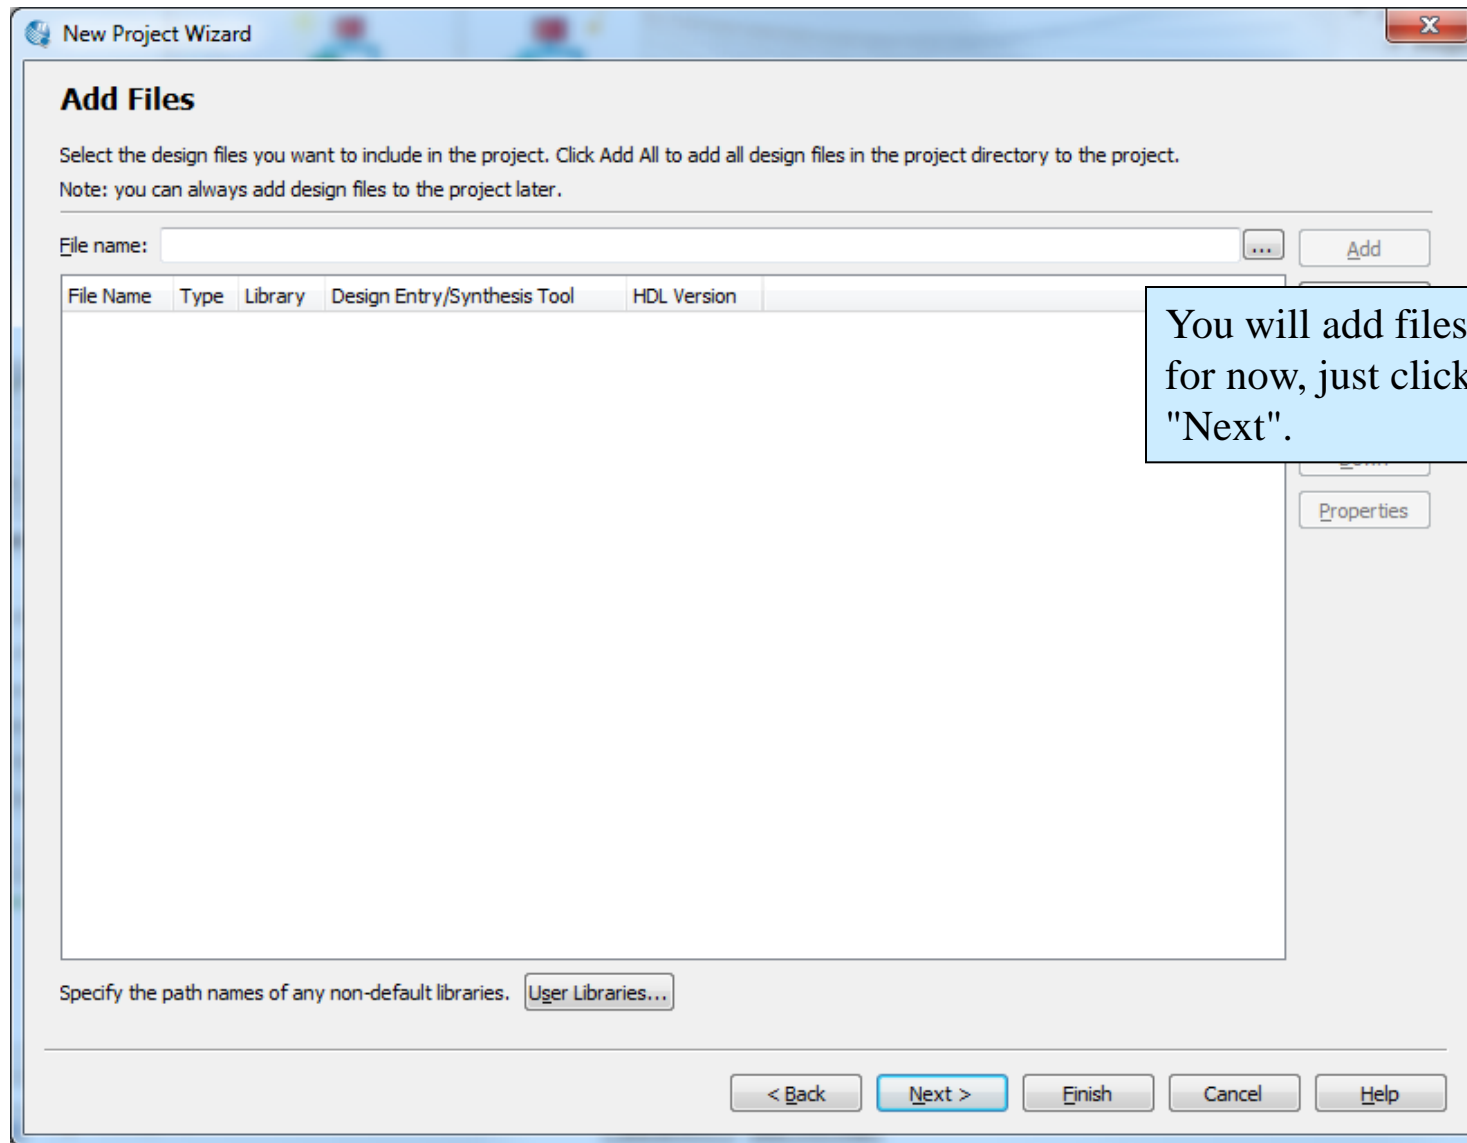 New Project Wizard
Add Files
Select the design files you want to include in the project. Click Add All to add all design files in the project directory to the project.
Note: you can always add design files to the project later.
File name:
...
Add
File Name Type Library Design Entry/Synthesis Tool HDL Version
You will add files
for now, just click
"Next".
Properties
Specify the path names of any non-default libraries. User Libraries...
< Back Next > Finish Cancel Help